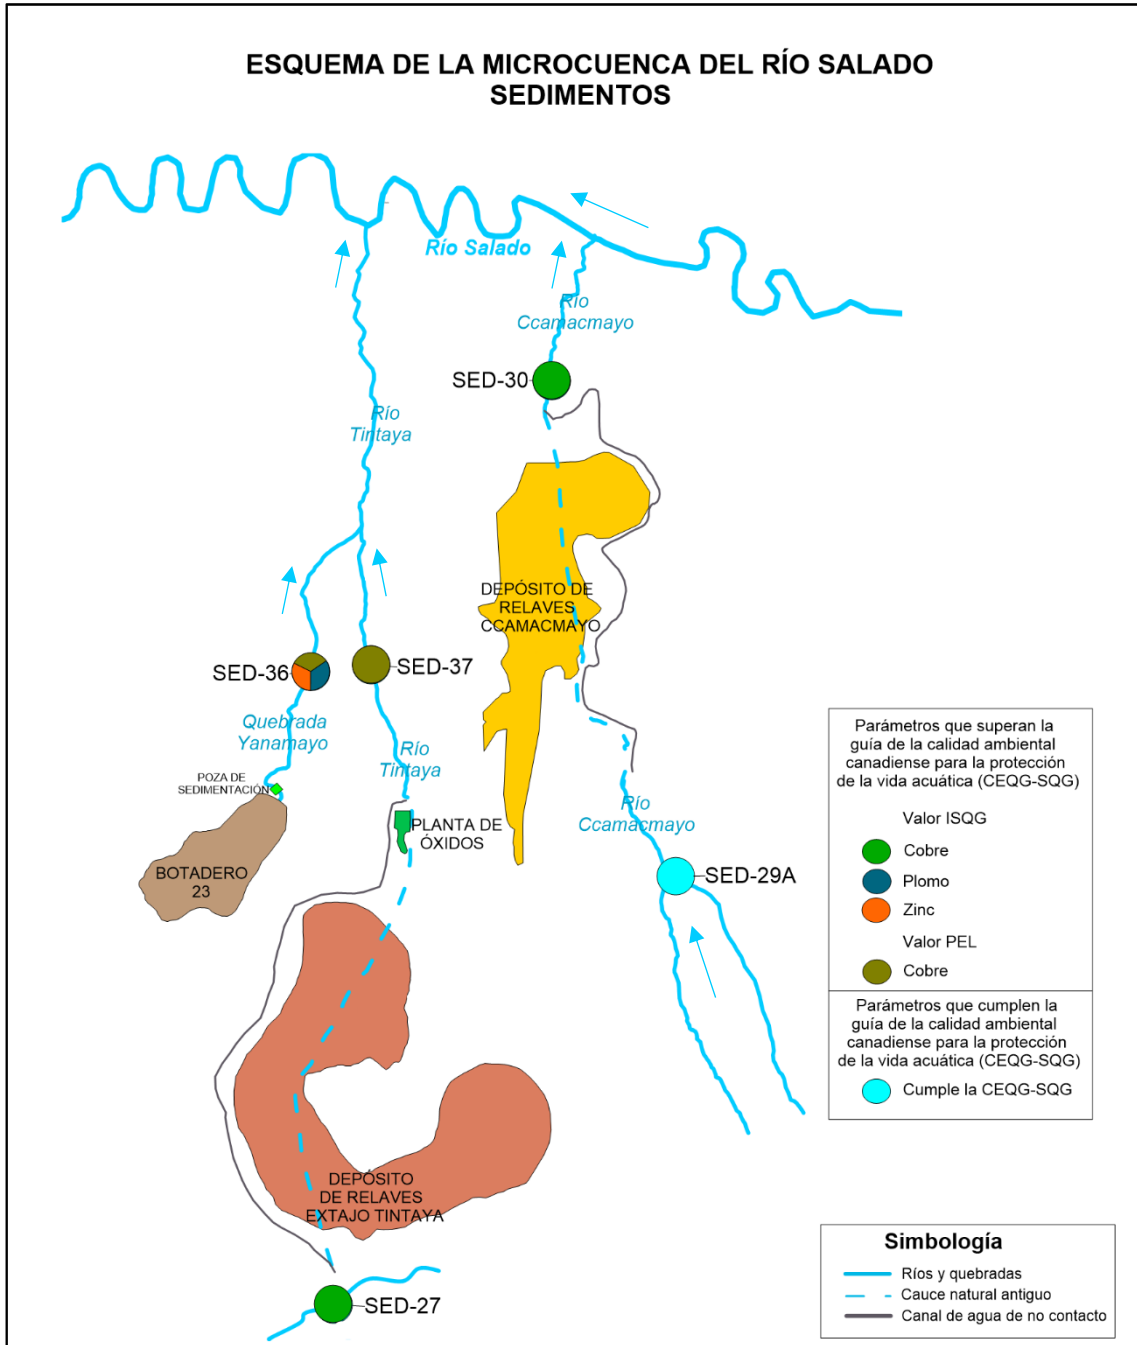 ESQUEMA DE LA MICROCUENCA DEL RÍO SALADO
SEDIMENTOS
Río Salado
Río
Ccamacmayo
SED-30
Río
Tintaya
DEPÓSITO DE
RELAVES
CCAMACMAYO
SED-36
SED-37
Quebrada
Yanamayo
Río
Tintaya
POZA DE
SEDIMENTACIÓN
PLANTA DE
ÓXIDOS
Río
Ccamacmayo
BOTADERO
23
SED-29A
DEPÓSITO
DE RELAVES
EXTAJO TINTAYA
SED-27
Parámetros que superan la
guía de la calidad ambiental
canadiense para la protección
de la vida acuática (CEQG-SQG)
Valor ISQG
Cobre
Plomo
Zinc
Valor PEL
Cobre
Parámetros que cumplen la
guía de la calidad ambiental
canadiense para la protección
de la vida acuática (CEQG-SQG)
Cumple la CEQG-SQG
Simbología
Ríos y quebradas
Cauce natural antiguo
Canal de agua de no contacto